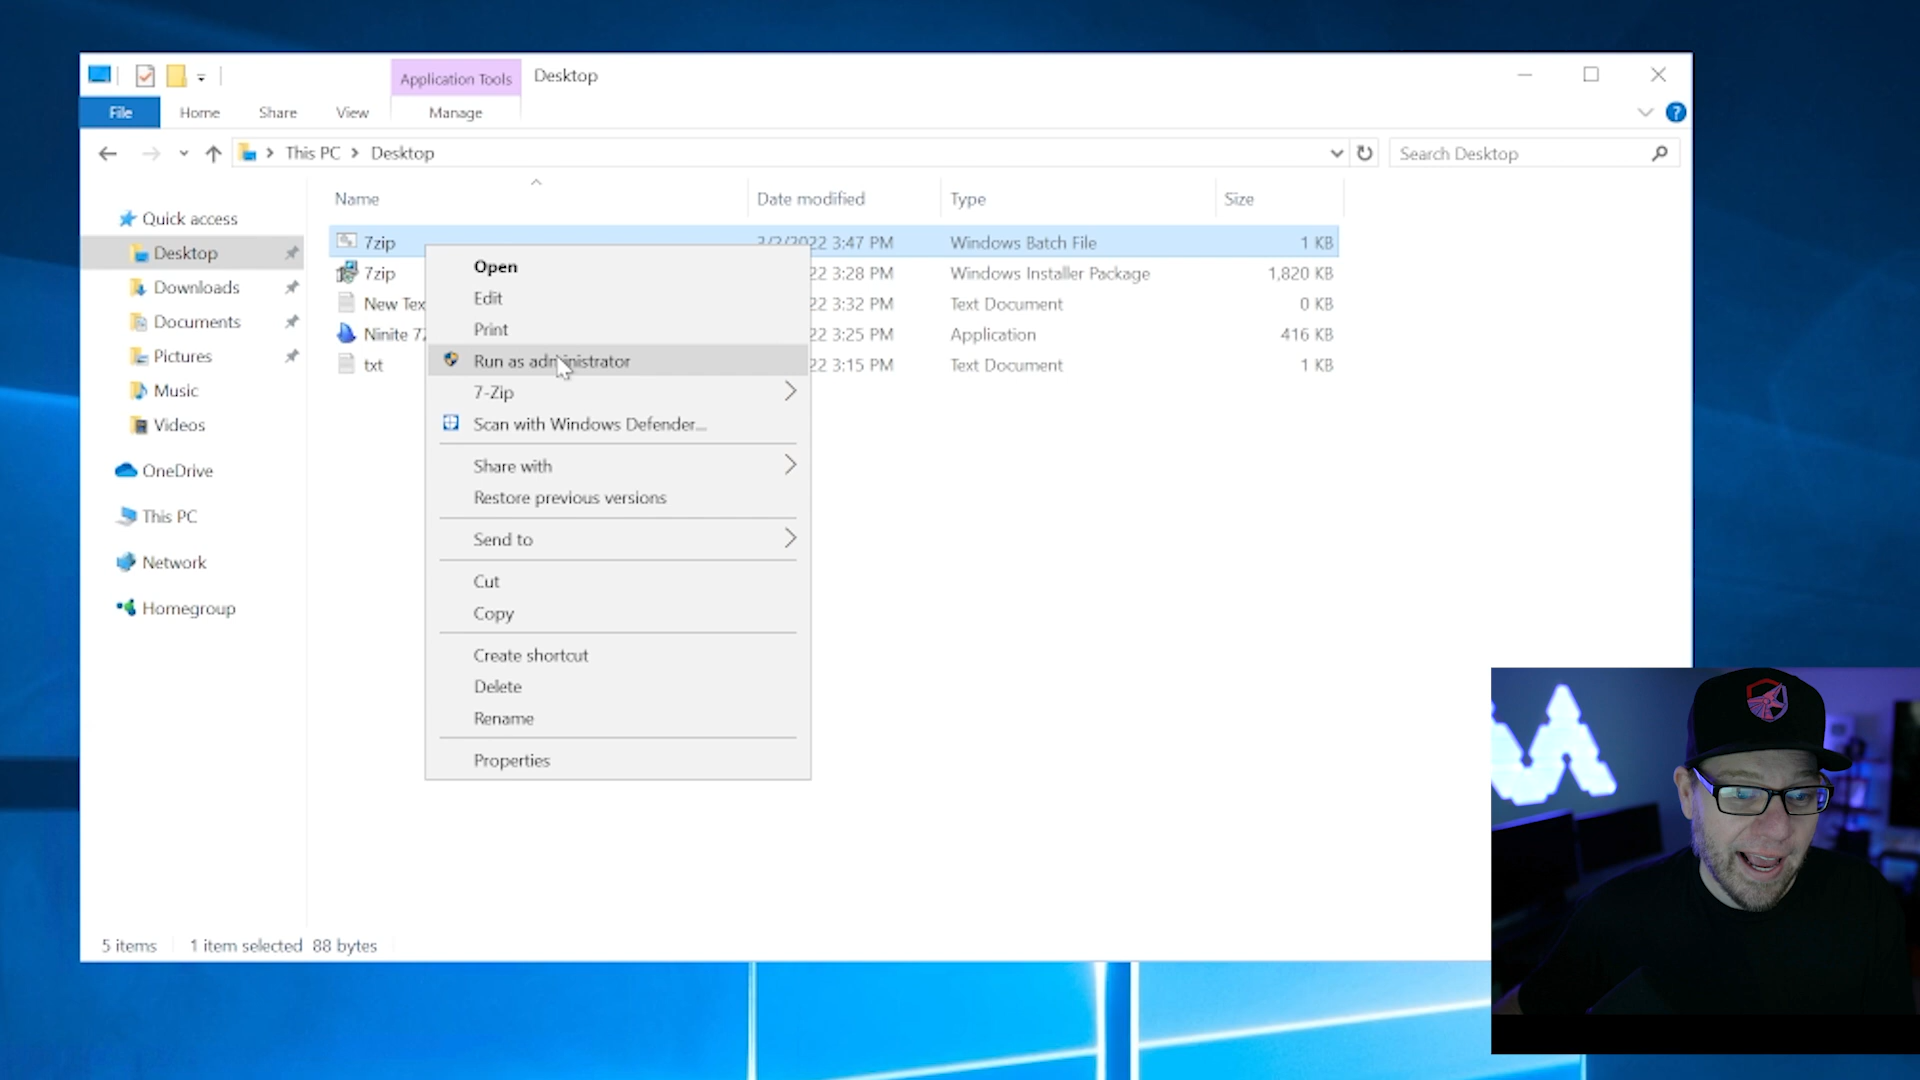 Application Tools Desktop
File Home Share View Manage
This PC Desktop Search Desktop
Name Date modified Type Size
Quick access
Desktop
Downloads
Documents
Pictures
Music
Videos
OneDrive
This PC
Network
Homegroup
7zip 3/2/2022 3:47 PM Windows Batch File 1 KB
7zip 22 3:28 PM Windows Installer Package 1,820 KB
New Tex 22 3:32 PM Text Document 0 KB
Ninite 7 22 3:25 PM Application 416 KB
txt 22 3:15 PM Text Document 1 KB
Open
Edit
Print
Run as administrator
7-Zip
Scan with Windows Defender...
Share with
Restore previous versions
Send to
Cut
Copy
Create shortcut
Delete
Rename
Properties
5 items 1 item selected 88 bytes